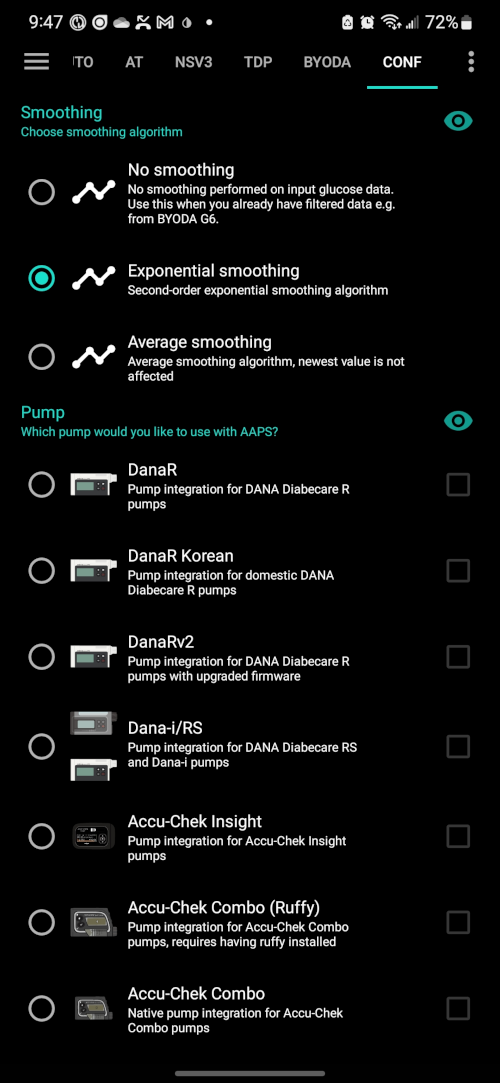 9:47
72%
AT
NSV3
TDP
BYODA
CONF
Smoothing
Choose smoothing algorithm
No smoothing
No smoothing performed on input glucose data.
Use this when you already have filtered data e.g.
from BYODA G6.
Exponential smoothing
Second-order exponential smoothing algorithm
Average smoothing
Average smoothing algorithm, newest value is not
affected
Pump
Which pump would you like to use with AAPS?
DanaR
Pump integration for DANA Diabecare R
pumps
DanaR Korean
Pump integration for domestic DANA
Diabecare R pumps
DanaRv2
Pump integration for DANA Diabecare R
pumps with upgraded firmware
Dana-i/RS
Pump integration for DANA Diabecare RS
and Dana-i pumps
Accu-Chek Insight
Pump integration for Accu-Chek Insight
pumps
Accu-Chek Combo (Ruffy)
Pump integration for Accu-Chek Combo
pumps, requires having ruffy installed
Accu-Chek Combo
Native pump integration for Accu-Chek
Combo pumps